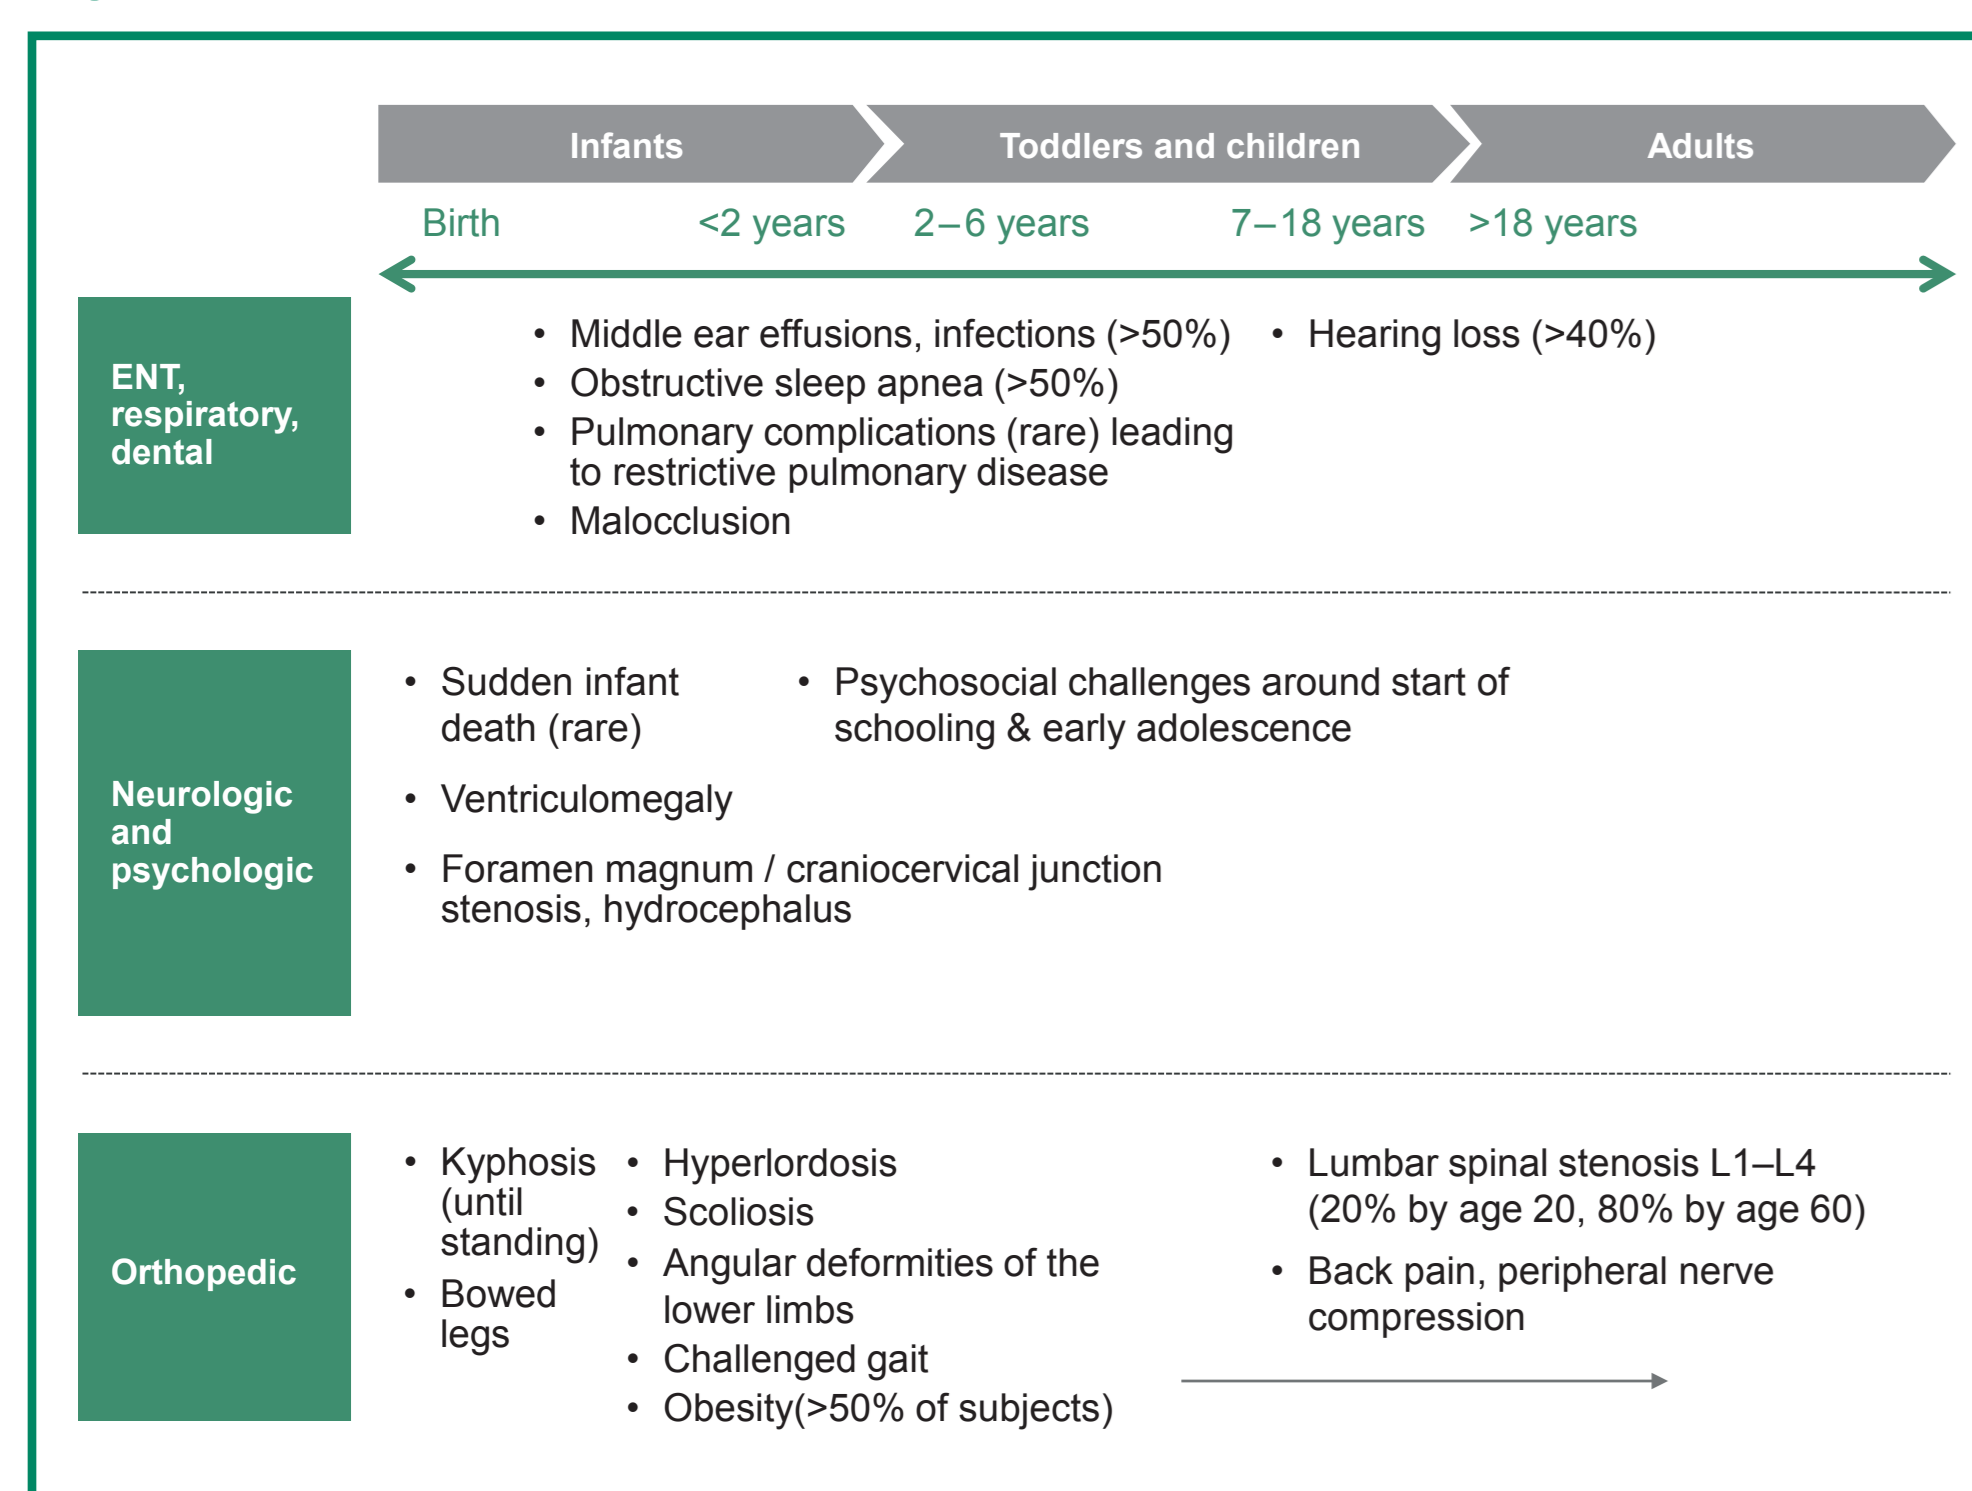 Infants
Toddlers and children
Adults
Birth
<2 years
2–6 years
7–18 years
>18 years
ENT,
respiratory,
dental
• Middle ear effusions, infections (>50%)
• Obstructive sleep apnea (>50%)
• Pulmonary complications (rare) leading
to restrictive pulmonary disease
• Malocclusion
• Hearing loss (>40%)
Neurologic
and
psychologic
• Sudden infant
death (rare)
• Ventriculomegaly
• Foramen magnum / craniocervical junction
stenosis, hydrocephalus
• Psychosocial challenges around start of
schooling & early adolescence
Orthopedic
• Kyphosis
(until
standing)
• Bowed
legs
• Hyperlordosis
• Scoliosis
• Angular deformities of the
lower limbs
• Challenged gait
• Obesity(>50% of subjects)
• Lumbar spinal stenosis L1–L4
(20% by age 20, 80% by age 60)
• Back pain, peripheral nerve
compression